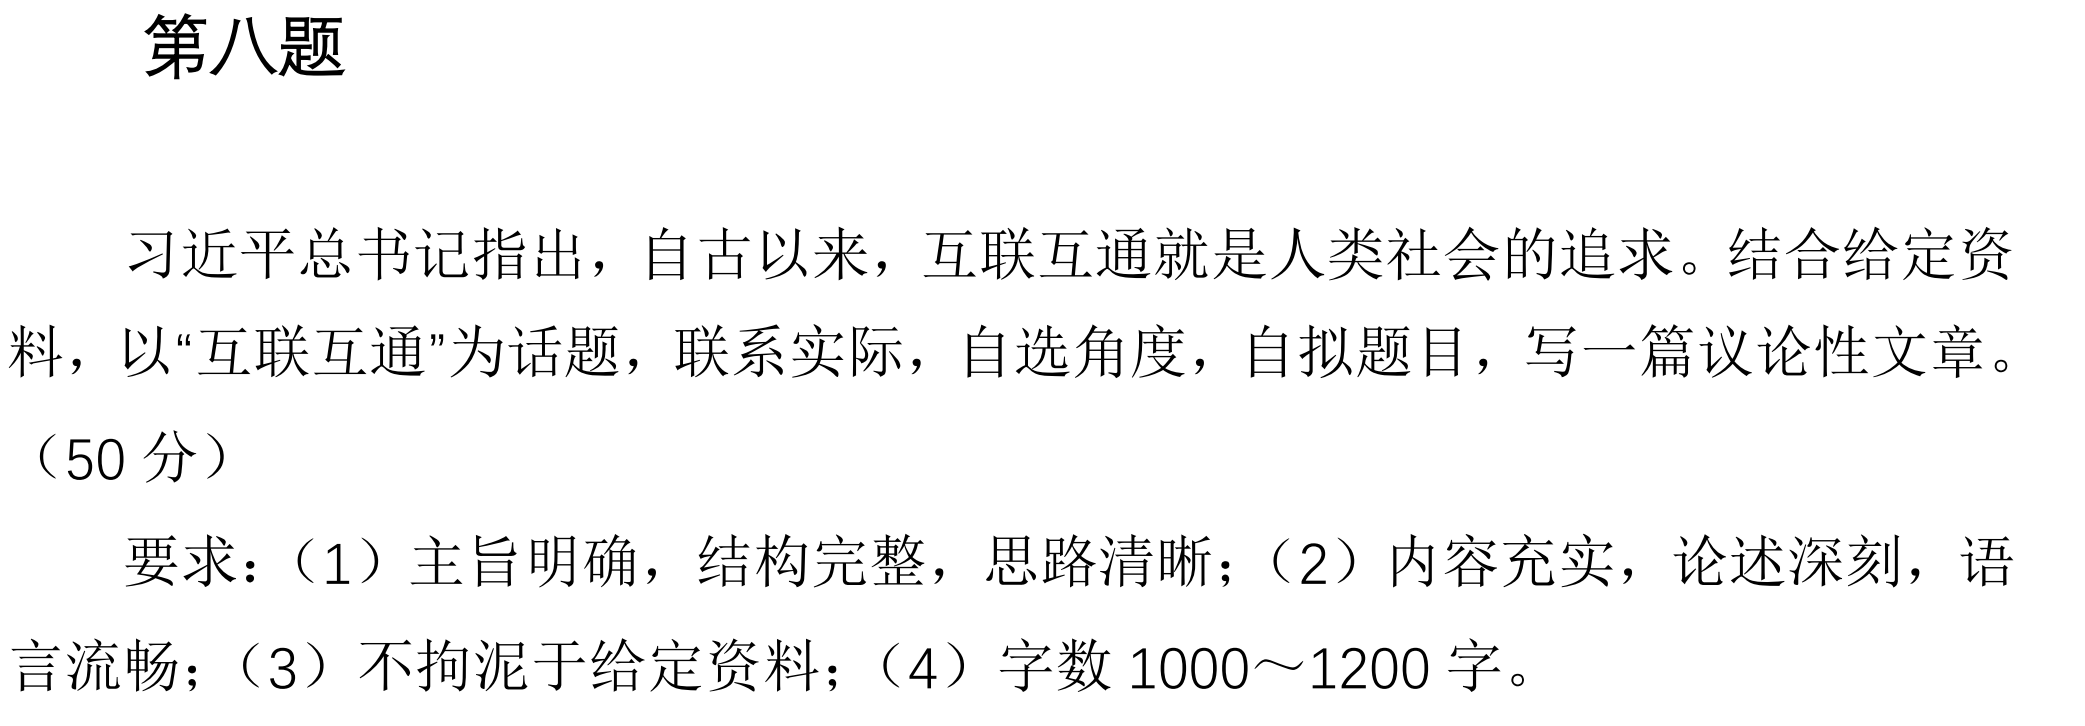 第八题
习近平总书记指出，自古以来，互联互通就是人类社会的追求。结合给定资
料，以“互联互通”为话题，联系实际，自选角度，自拟题目，写一篇议论性文章。
（50 分）
要求：（1）主旨明确，结构完整，思路清晰；（2）内容充实，论述深刻，语
言流畅；（3）不拘泥于给定资料；（4）字数 1000～1200 字。